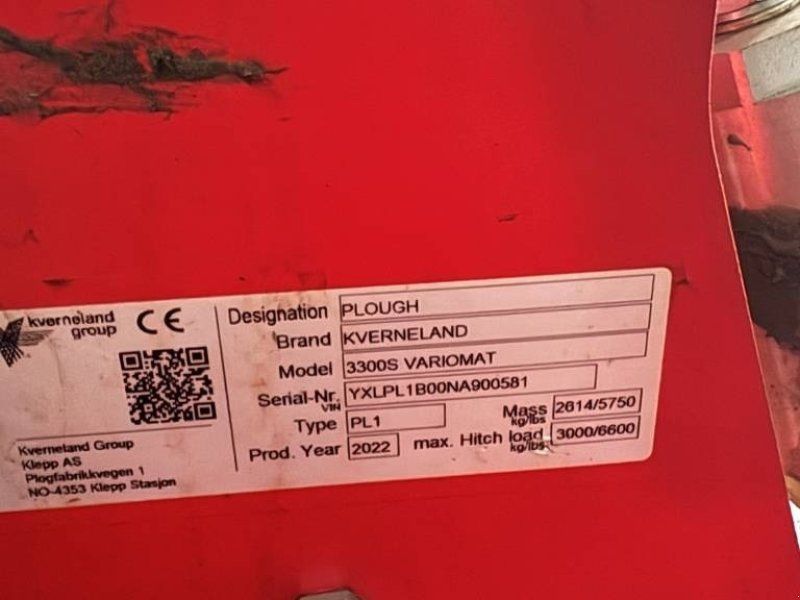 kverneland
group
CE
Designation PLOUGH
Brand KVERNELAND
Model 3300S VARIOMAT
Serial-Nr. YXLPL1B00NA900581
VIN
Type PL1 Mass 2614/5750
kg/lbs
Prod. Year 2022 max. Hitch load 3000/6600
kg/lbs
Kverneland Group
Klepp AS
Plogfabrikkvegen 1
NO-4353 Klepp Stasjon